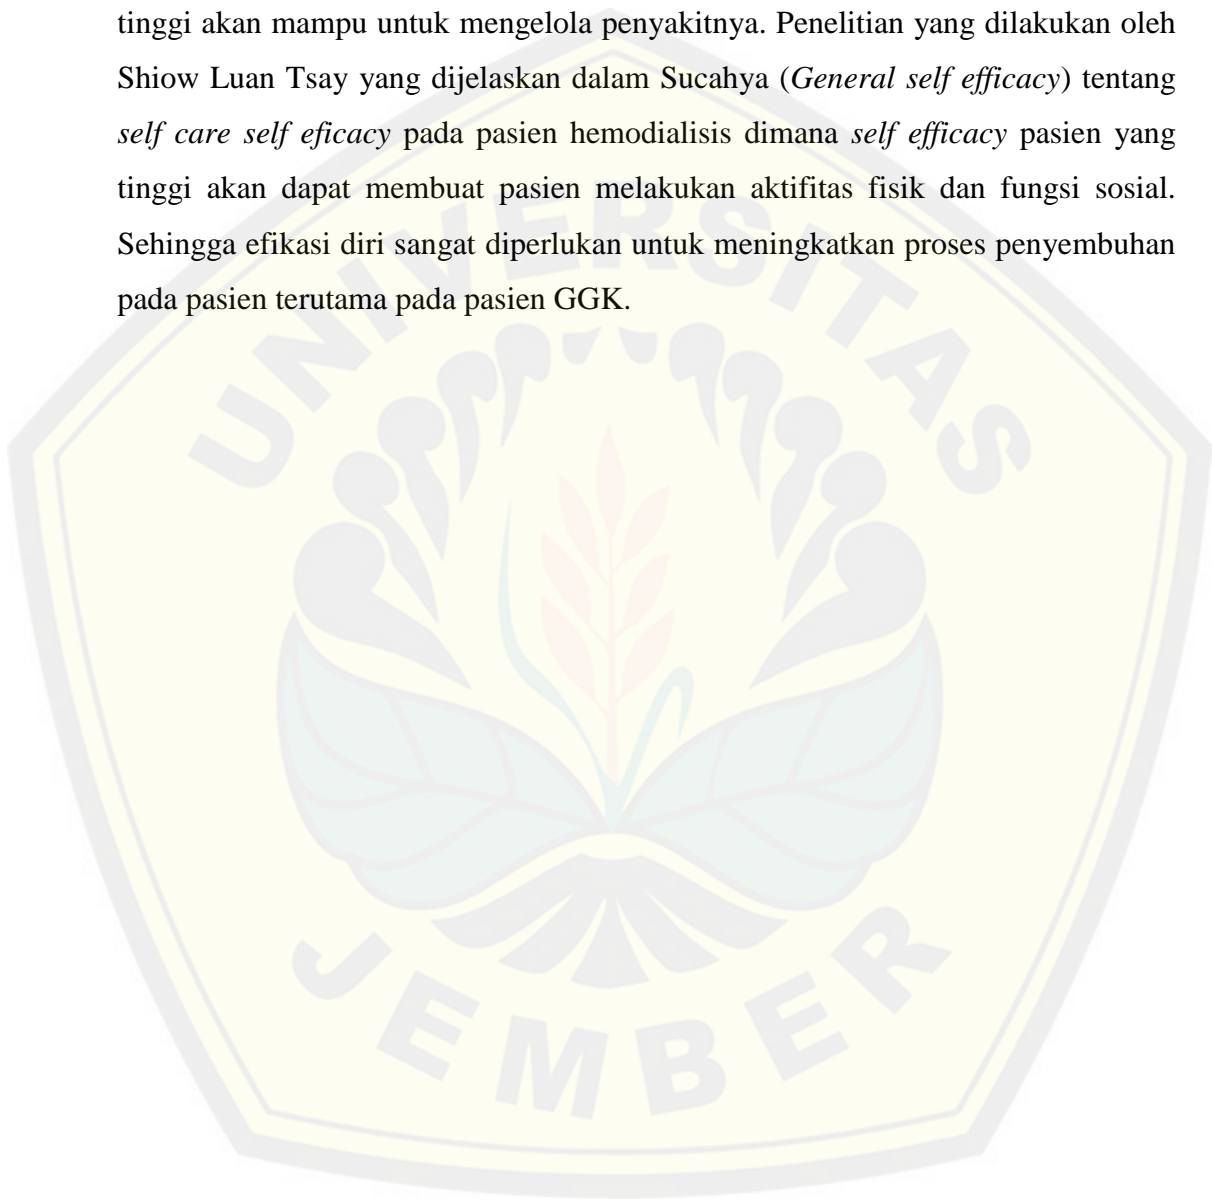 tinggi akan mampu untuk mengelola penyakitnya. Penelitian yang dilakukan oleh
Shiow Luan Tsay yang dijelaskan dalam Sucahya (General self efficacy) tentang
self care self eficacy pada pasien hemodialisis dimana self efficacy pasien yang
tinggi akan dapat membuat pasien melakukan aktifitas fisik dan fungsi sosial.
Sehingga efikasi diri sangat diperlukan untuk meningkatkan proses penyembuhan
pada pasien terutama pada pasien GGK.
UNIVERSITAS
JEMBER